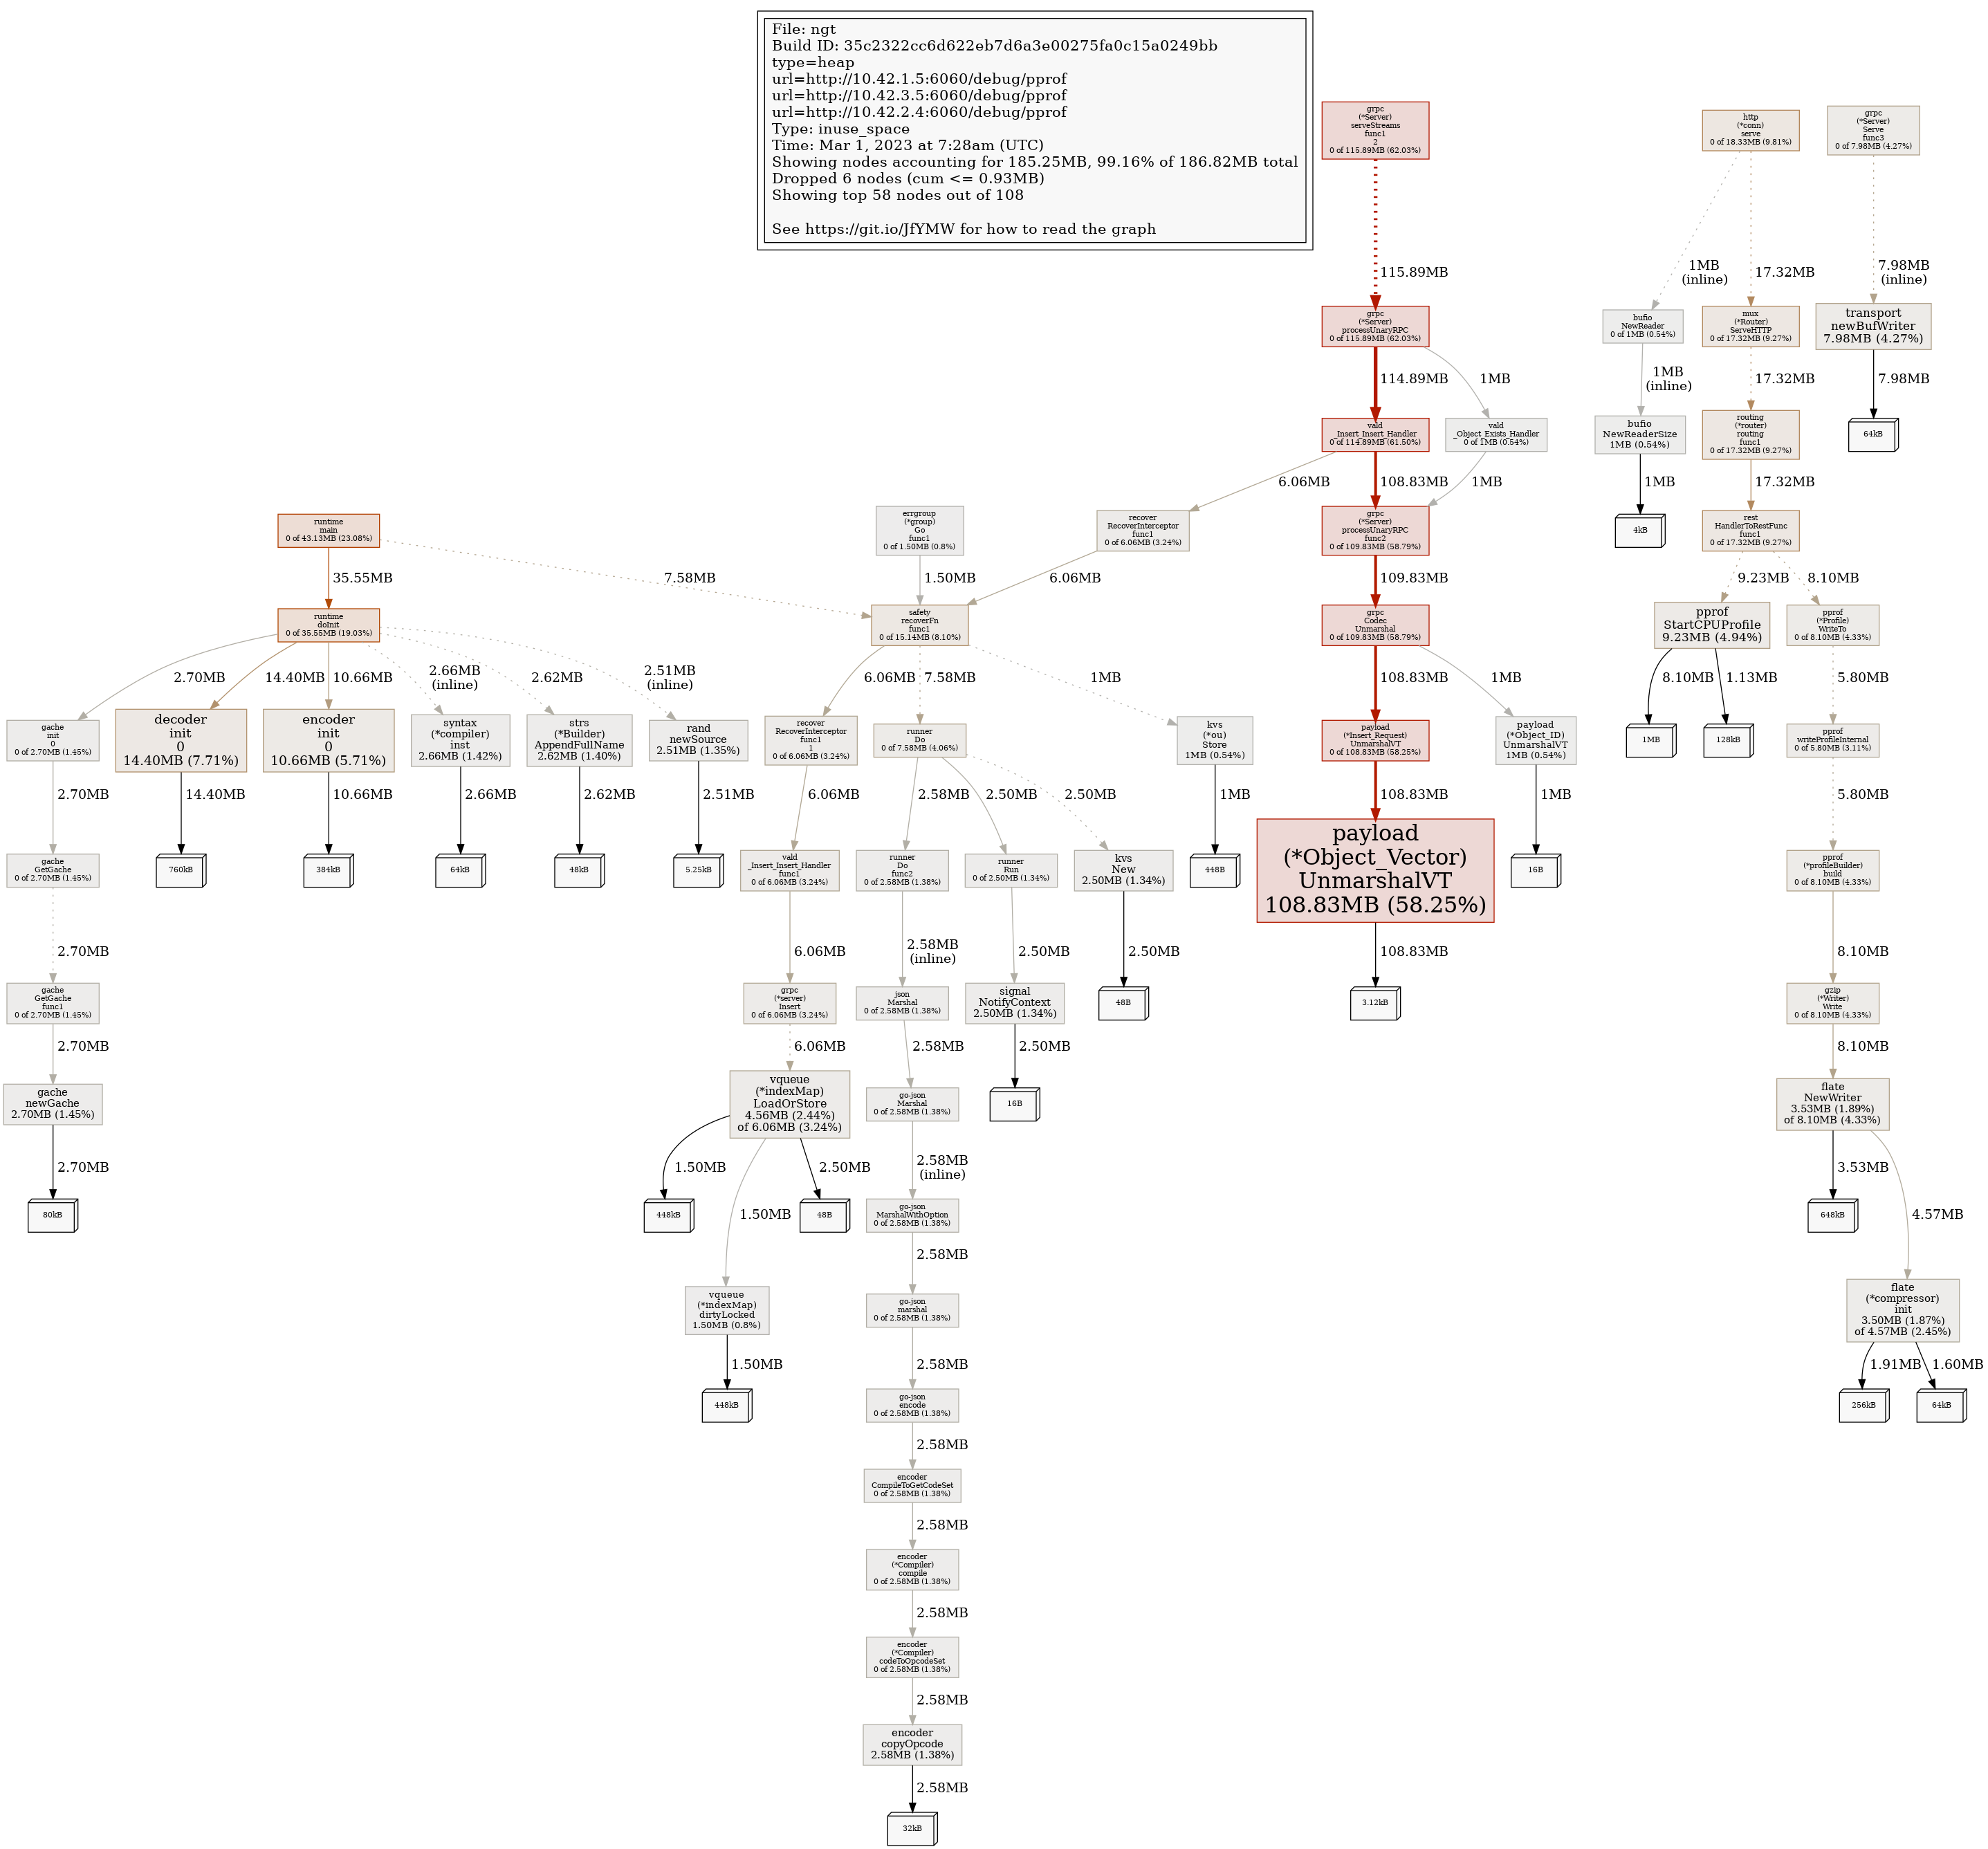 File: ngt
Build ID: 35c2322cc6d622eb7d6a3e00275fa0c15a0249bb
type=heap
url=http://10.42.1.5:6060/debug/pprof
url=http://10.42.3.5:6060/debug/pprof
url=http://10.42.2.4:6060/debug/pprof
Type: inuse_space
Time: Mar 1, 2023 at 7:28am (UTC)
Showing nodes accounting for 185.25MB, 99.16% of 186.82MB total
Dropped 6 nodes (cum <= 0.93MB)
Showing top 58 nodes out of 108
See https://git.io/JfYMW for how to read the graph
grpc
(*Server)
serveStreams
func1
2
0 of 115.89MB (62.03%)
http
(*conn)
serve
0 of 18.33MB (9.81%)
grpc
(*Server)
Serve
func3
0 of 7.98MB (4.27%)
115.89MB
1MB
(inline)
17.32MB
7.98MB
(inline)
grpc
(*Server)
processUnaryRPC
0 of 115.89MB (62.03%)
bufio
NewReader
0 of 1MB (0.54%)
mux
(*Router)
ServeHTTP
0 of 17.32MB (9.27%)
transport
newBufWriter
7.98MB (4.27%)
114.89MB
1MB
1MB
(inline)
17.32MB
7.98MB
vald
_Insert_Insert_Handler
0 of 114.89MB (61.50%)
vald
_Object_Exists_Handler
0 of 1MB (0.54%)
bufio
NewReaderSize
1MB (0.54%)
routing
(*router)
routing
func1
0 of 17.32MB (9.27%)
64kB
6.06MB
108.83MB
1MB
1MB
17.32MB
runtime
main
0 of 43.13MB (23.08%)
errgroup
(*group)
Go
func1
0 of 1.50MB (0.8%)
recover
RecoverInterceptor
func1
0 of 6.06MB (3.24%)
grpc
(*Server)
processUnaryRPC
func2
0 of 109.83MB (58.79%)
4kB
rest
HandlerToRestFunc
func1
0 of 17.32MB (9.27%)
35.55MB
7.58MB
1.50MB
6.06MB
109.83MB
9.23MB
8.10MB
runtime
doInit
0 of 35.55MB (19.03%)
safety
recoverFn
func1
0 of 15.14MB (8.10%)
grpc
Codec
Unmarshal
0 of 109.83MB (58.79%)
pprof
StartCPUProfile
9.23MB (4.94%)
pprof
(*Profile)
WriteTo
0 of 8.10MB (4.33%)
2.70MB
14.40MB
10.66MB
2.66MB
(inline)
2.62MB
2.51MB
(inline)
6.06MB
7.58MB
1MB
108.83MB
1MB
8.10MB
1.13MB
5.80MB
gache
init
0
0 of 2.70MB (1.45%)
decoder
init
0
14.40MB (7.71%)
encoder
init
0
10.66MB (5.71%)
syntax
(*compiler)
inst
2.66MB (1.42%)
strs
(*Builder)
AppendFullName
2.62MB (1.40%)
rand
newSource
2.51MB (1.35%)
recover
RecoverInterceptor
func1
1
0 of 6.06MB (3.24%)
runner
Do
0 of 7.58MB (4.06%)
kvs
(*ou)
Store
1MB (0.54%)
payload
(*Insert_Request)
UnmarshalVT
0 of 108.83MB (58.25%)
payload
(*Object_ID)
UnmarshalVT
1MB (0.54%)
1MB
128kB
pprof
writeProfileInternal
0 of 5.80MB (3.11%)
2.70MB
14.40MB
10.66MB
2.66MB
2.62MB
2.51MB
6.06MB
2.58MB
2.50MB
2.50MB
1MB
108.83MB
1MB
5.80MB
gache
GetGache
0 of 2.70MB (1.45%)
760kB
384kB
64kB
48kB
5.25kB
vald
_Insert_Insert_Handler
func1
0 of 6.06MB (3.24%)
runner
Do
func2
0 of 2.58MB (1.38%)
runner
Run
0 of 2.50MB (1.34%)
kvs
New
2.50MB (1.34%)
448B
payload
(*Object_Vector)
UnmarshalVT
108.83MB (58.25%)
16B
pprof
(*profileBuilder)
build
0 of 8.10MB (4.33%)
2.70MB
6.06MB
2.58MB
(inline)
2.50MB
2.50MB
108.83MB
8.10MB
gache
GetGache
func1
0 of 2.70MB (1.45%)
grpc
(*server)
Insert
0 of 6.06MB (3.24%)
json
Marshal
0 of 2.58MB (1.38%)
signal
NotifyContext
2.50MB (1.34%)
48B
3.12kB
gzip
(*Writer)
Write
0 of 8.10MB (4.33%)
2.70MB
6.06MB
2.58MB
2.50MB
8.10MB
gache
newGache
2.70MB (1.45%)
vqueue
(*indexMap)
LoadOrStore
4.56MB (2.44%)
of 6.06MB (3.24%)
go-json
Marshal
0 of 2.58MB (1.38%)
16B
flate
NewWriter
3.53MB (1.89%)
of 8.10MB (4.33%)
2.70MB
1.50MB
1.50MB
2.50MB
2.58MB
(inline)
3.53MB
4.57MB
80kB
448kB
48B
go-json
MarshalWithOption
0 of 2.58MB (1.38%)
648kB
2.58MB
vqueue
(*indexMap)
dirtyLocked
1.50MB (0.8%)
go-json
marshal
0 of 2.58MB (1.38%)
flate
(*compressor)
init
3.50MB (1.87%)
of 4.57MB (2.45%)
1.50MB
2.58MB
1.91MB
1.60MB
448kB
go-json
encode
0 of 2.58MB (1.38%)
256kB
64kB
2.58MB
encoder
CompileToGetCodeSet
0 of 2.58MB (1.38%)
2.58MB
encoder
(*Compiler)
compile
0 of 2.58MB (1.38%)
2.58MB
encoder
(*Compiler)
codeToOpcodeSet
0 of 2.58MB (1.38%)
2.58MB
encoder
copyOpcode
2.58MB (1.38%)
2.58MB
32kB